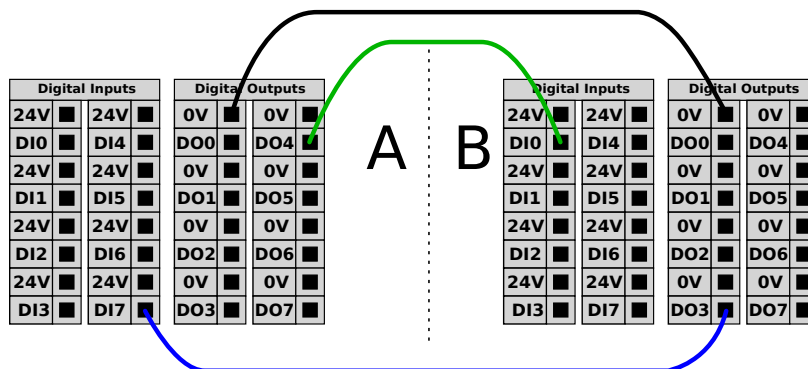 Digital Inputs Digital Outputs Digital Inputs Digital Outputs
24V 24V 0V 0V 24V 24V 0V 0V
DI0 DI4 DO0 DO4 A B DI0 DI4 DO0 DO4
24V 24V 0V 0V 24V 24V 0V 0V
DI1 DI5 DO1 DO5 DI1 DI5 DO1 DO5
24V 24V 0V 0V 24V 24V 0V 0V
DI2 DI6 DO2 DO6 DI2 DI6 DO2 DO6
24V 24V 0V 0V 24V 24V 0V 0V
DI3 DI7 DO3 DO7 DI3 DI7 DO3 DO7